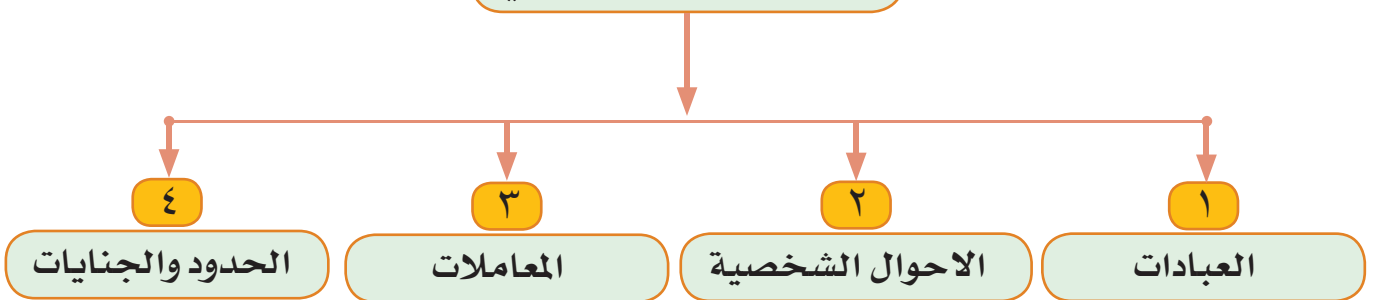 ١
٢
٣
٤
العبادات
الاحوال الشخصية
المعاملات
الحدود والجنايات